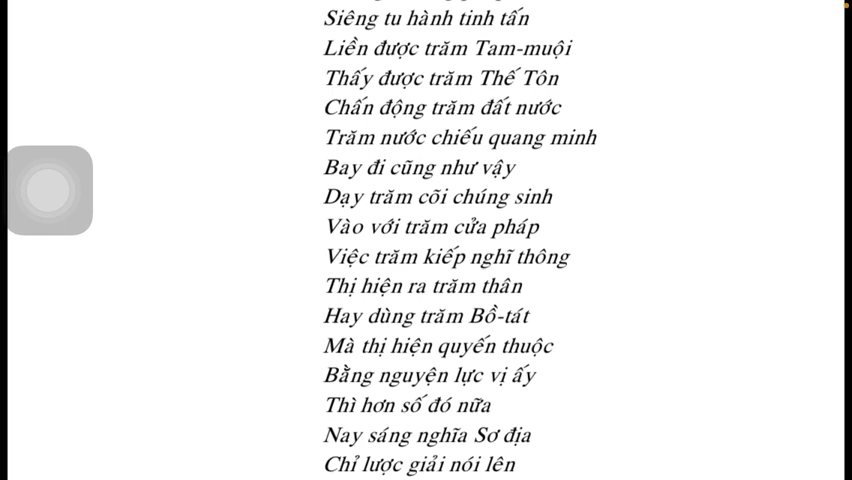 Siêng tu hành tinh tấn
Liền được trăm Tam-muội
Thấy được trăm Thế Tôn
Chấn động trăm đất nước
Trăm nước chiếu quang minh
Bay đi cũng như vậy
Dạy trăm cõi chúng sinh
Vào với trăm cửa pháp
Việc trăm kiếp nghĩ thông
Thị hiện ra trăm thân
Hay dùng trăm Bồ-tát
Mà thị hiện quyến thuộc
Bằng nguyện lực vị ấy
Thì hơn số đó nữa
Nay sáng nghĩa Sơ địa
Chỉ lược giải nói lên